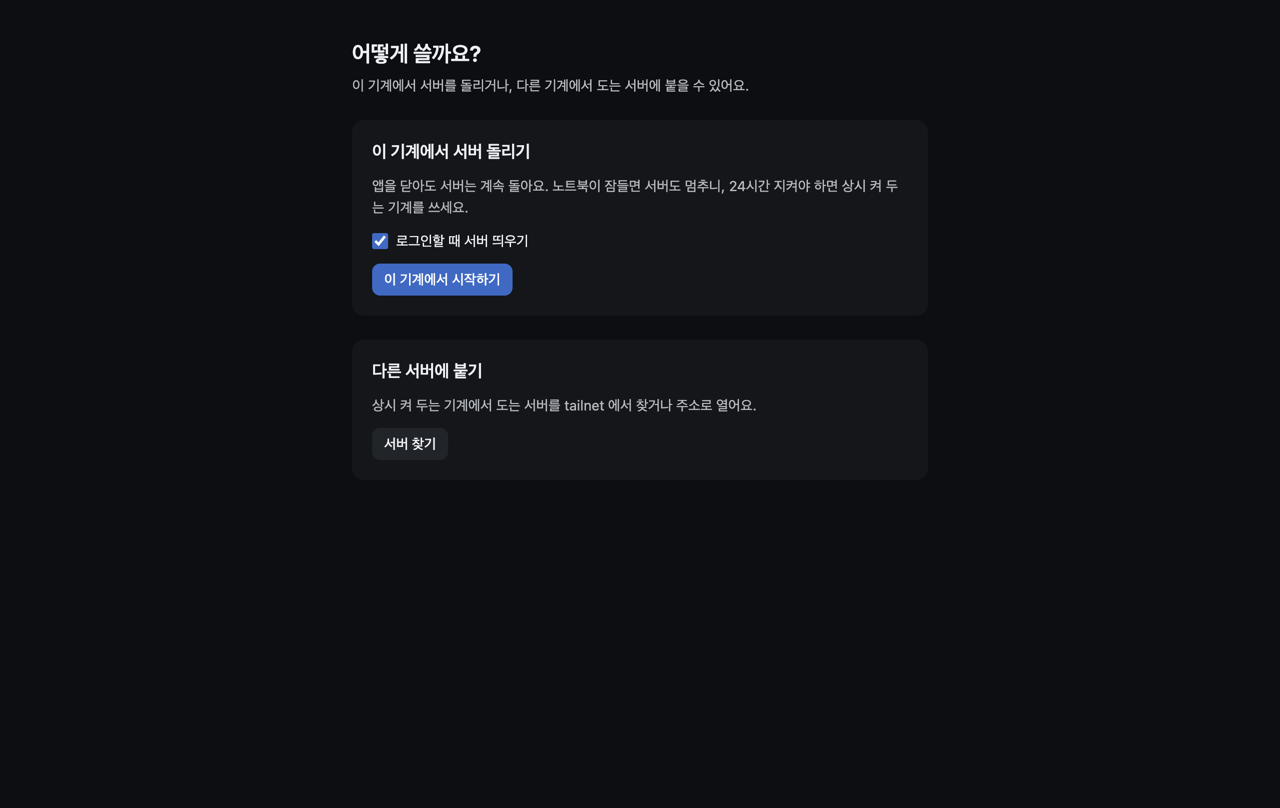 어떻게 쓸까요?
이 기계에서 서버를 돌리거나, 다른 기계에서 도는 서버에 붙을 수 있어요.
이 기계에서 서버 돌리기
앱을 닫아도 서버는 계속 돌아요. 노트북이 잠들면 서버도 멈추니, 24시간 지켜야 하면 상시 켜 두
는 기계를 쓰세요.
로그인할 때 서버 띄우기
이 기계에서 시작하기
다른 서버에 붙기
상시 켜 두는 기계에서 도는 서버를 tailnet 에서 찾거나 주소로 열어요.
서버 찾기